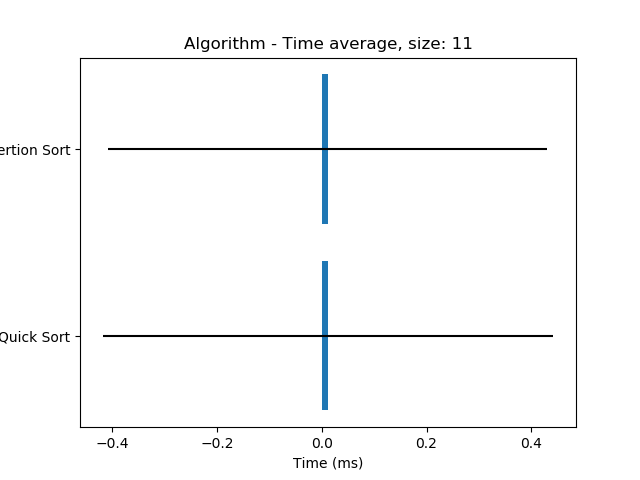 Algorithm - Time average, size: 11
ertion Sort
Quick Sort
−0.4 −0.2 0.0 0.2 0.4
Time (ms)